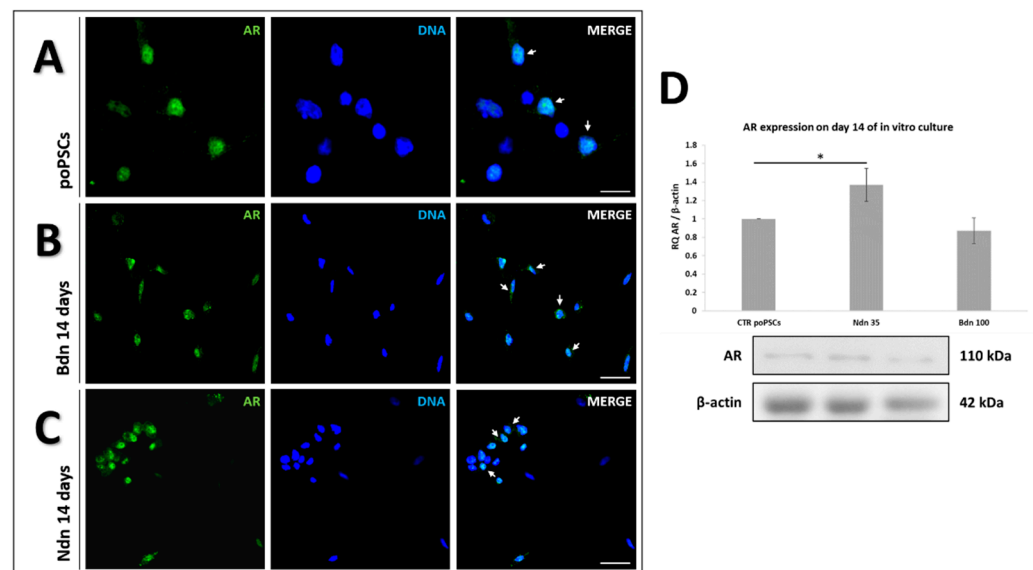 A
poPSCs
AR
DNA
MERGE
B
Bdn 14 days
AR
DNA
MERGE
C
Ndn 14 days
AR
DNA
MERGE
D
AR expression on day 14 of in vitro culture
RQ AR / β-actin
1.8
1.6
1.4
1.2
1
0.8
0.6
0.4
0.2
0
*
CTR poPSCs
Ndn 35
Bdn 100
AR
110 kDa
β-actin
42 kDa